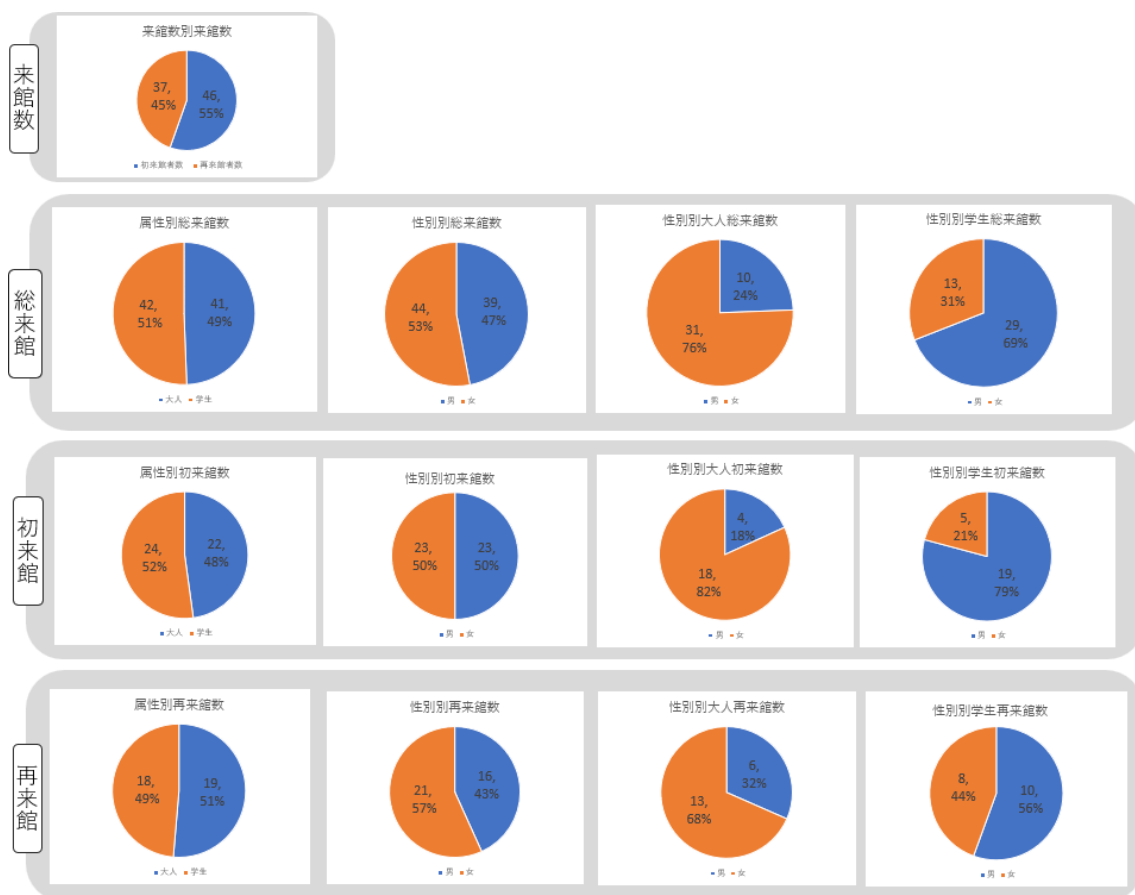 来館数
来館数別来館数
37,
45%
46,
55%
初来館者数 再来館者数
総来館
属性別総来館数
42,
51%
41,
49%
大人 学生
性別別総来館数
44,
53%
39,
47%
男 女
性別別大人総来館数
10,
24%
31,
76%
男 女
性別別学生総来館数
13,
31%
29,
69%
男 女
初来館
属性別初来館数
24,
52%
22,
48%
大人 学生
性別別初来館数
23,
50%
23,
50%
男 女
性別別大人初来館数
4,
18%
18,
82%
男 女
性別別学生初来館数
5,
21%
19,
79%
男 女
再来館
属性別再来館数
18,
49%
19,
51%
大人 学生
性別別再来館数
21,
57%
16,
43%
男 女
性別別大人再来館数
6,
32%
13,
68%
男 女
性別別学生再来館数
8,
44%
10,
56%
男 女